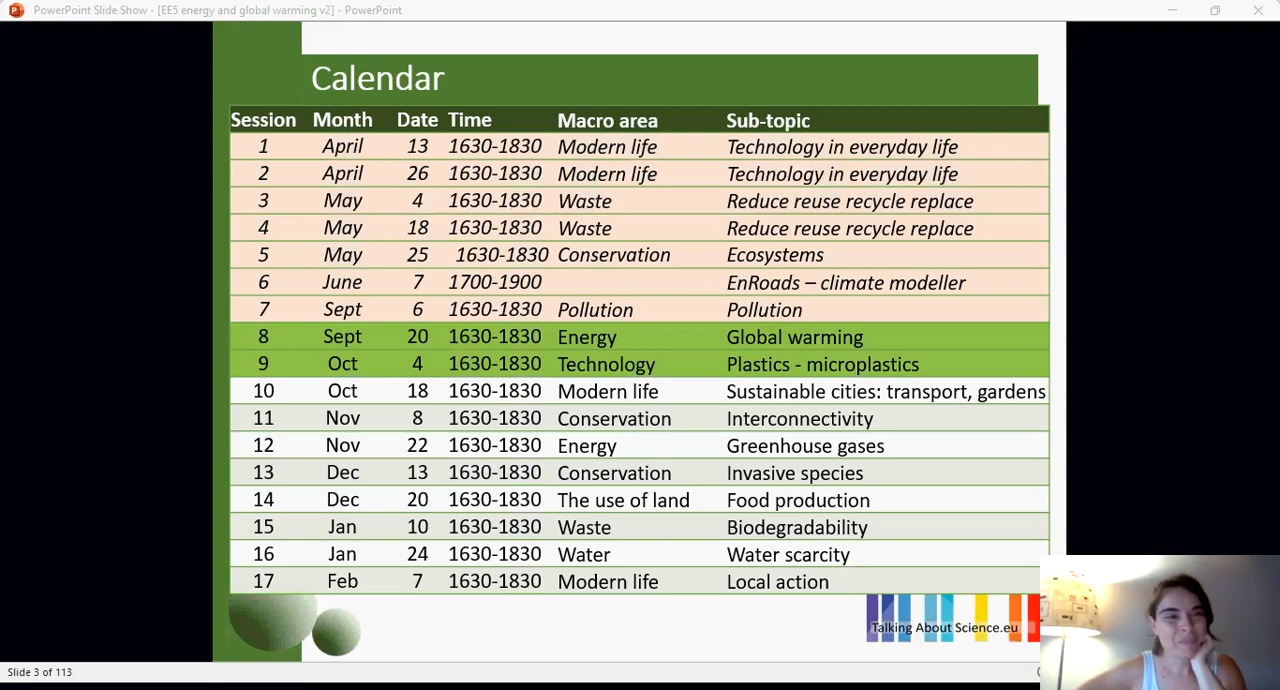 PowerPoint Slide Show - [EE5 energy and global warming v2] - PowerPoint
Calendar
Session Month Date Time Macro area Sub-topic
1 April 13 1630-1830 Modern life Technology in everyday life
2 April 26 1630-1830 Modern life Technology in everyday life
3 May 4 1630-1830 Waste Reduce reuse recycle replace
4 May 18 1630-1830 Waste Reduce reuse recycle replace
5 May 25 1630-1830 Conservation Ecosystems
6 June 7 1700-1900 EnRoads – climate modeller
7 Sept 6 1630-1830 Pollution Pollution
8 Sept 20 1630-1830 Energy Global warming
9 Oct 4 1630-1830 Technology Plastics - microplastics
10 Oct 18 1630-1830 Modern life Sustainable cities: transport, gardens
11 Nov 8 1630-1830 Conservation Interconnectivity
12 Nov 22 1630-1830 Energy Greenhouse gases
13 Dec 13 1630-1830 Conservation Invasive species
14 Dec 20 1630-1830 The use of land Food production
15 Jan 10 1630-1830 Waste Biodegradability
16 Jan 24 1630-1830 Water Water scarcity
17 Feb 7 1630-1830 Modern life Local action
Talking About Science.eu
Slide 3 of 113